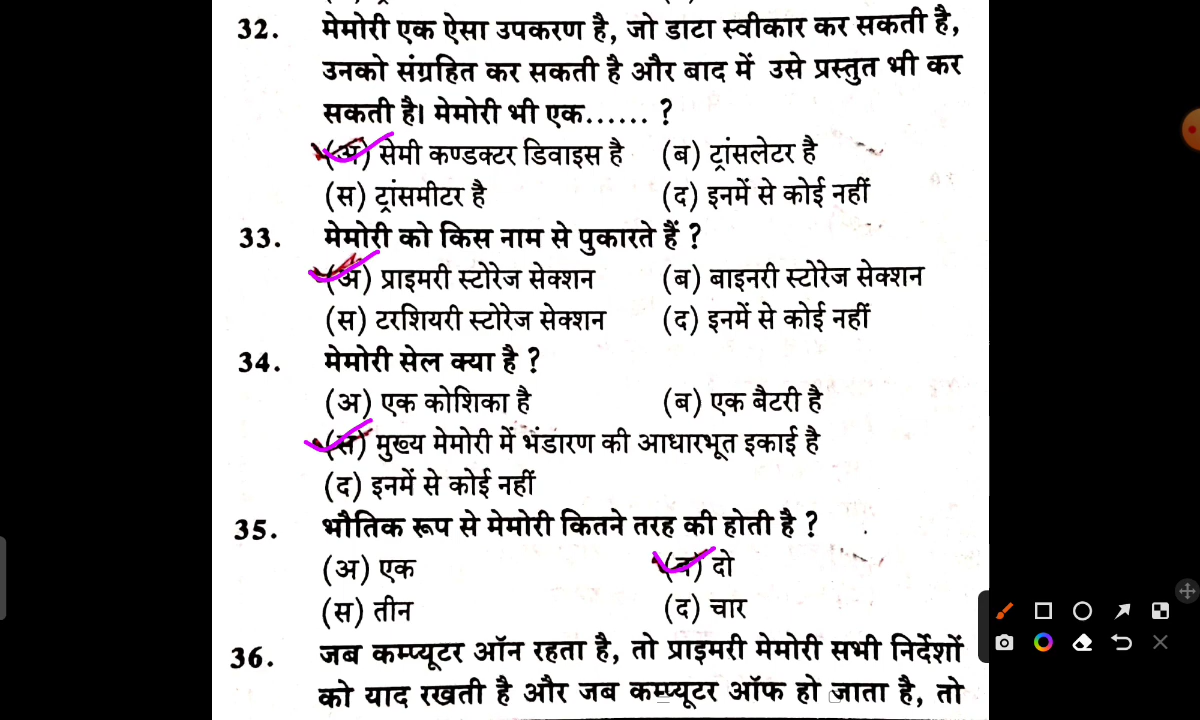 32. मेमोरी एक ऐसा उपकरण है, जो डाटा स्वीकार कर सकती है,
उनको संग्रहित कर सकती है और बाद में उसे प्रस्तुत भी कर
सकती है। मेमोरी भी एक...... ?
(अ) सेमी कण्डक्टर डिवाइस है (ब) ट्रांसलेटर है
(स) ट्रांसमीटर है (द) इनमें से कोई नहीं
33. मेमोरी को किस नाम से पुकारते हैं ?
(अ) प्राइमरी स्टोरेज सेक्शन (ब) बाइनरी स्टोरेज सेक्शन
(स) टरशियरी स्टोरेज सेक्शन (द) इनमें से कोई नहीं
34. मेमोरी सेल क्या है ?
(अ) एक कोशिका है (ब) एक बैटरी है
(स) मुख्य मेमोरी में भंडारण की आधारभूत इकाई है
(द) इनमें से कोई नहीं
35. भौतिक रूप से मेमोरी कितने तरह की होती है ?
(अ) एक (ब) दो
(स) तीन (द) चार
36. जब कम्प्यूटर ऑन रहता है, तो प्राइमरी मेमोरी सभी निर्देशों
को याद रखती है और जब कम्प्यूटर ऑफ हो जाता है, तो